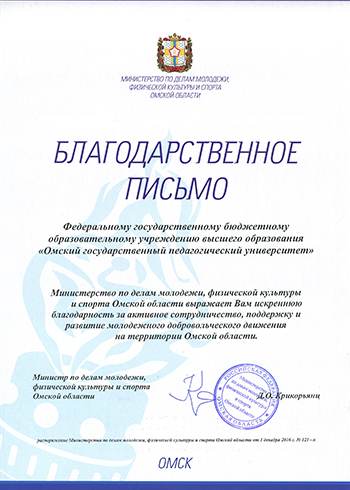 МИНИСТЕРСТВО ПО ДЕЛАМ МОЛОДЕЖИ,
ФИЗИЧЕСКОЙ КУЛЬТУРЫ И СПОРТА
ОМСКОЙ ОБЛАСТИ
БЛАГОДАРСТВЕННОЕ
ПИСЬМО
Федеральному государственному бюджетному
образовательному учреждению высшего образования
«Омский государственный педагогический университет»
Министерство по делам молодежи, физической культуры
и спорта Омской области выражает Вам искреннюю
благодарность за активное сотрудничество, поддержку и
развитие молодежного добровольческого движения
на территории Омской области.
Министр по делам молодежи,
физической культуры и спорта
Омской области
Д.О. Крикорьянц
распоряжение Министерства по делам молодежи, физической культуры и спорта Омской области от 1 декабря 2016 г. № 123 - п
ОМСК